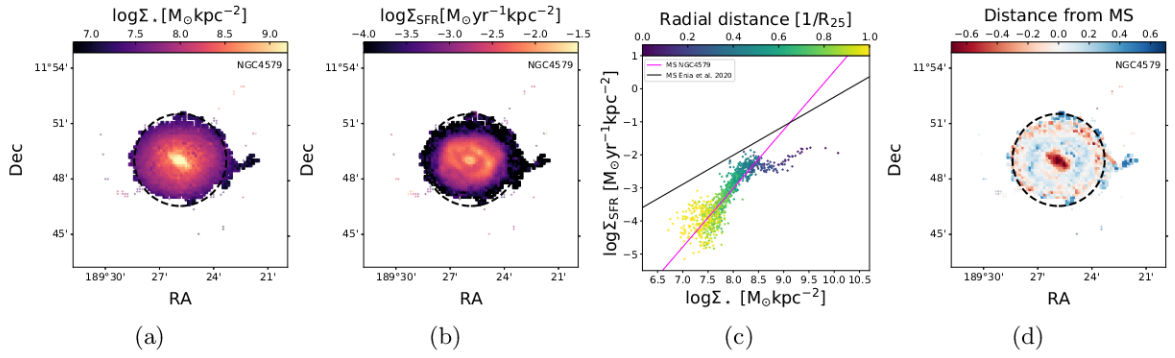 logΣ⋆ [M⊙kpc⁻²]
7.0 7.5 8.0 8.5 9.0
NGC4579
11°54'
51'
48'
45'
Dec
189°30' 27' 24' 21'
RA
(a)
logΣSFR[M⊙yr⁻¹kpc⁻²]
−4.0 −3.5 −3.0 −2.5 −2.0 −1.5
NGC4579
11°54'
51'
48'
45'
Dec
189°30' 27' 24' 21'
RA
(b)
Radial distance [1/R₂₅]
0.0 0.2 0.4 0.6 0.8 1.0
MS NGC4579
MS Enia et al. 2020
1
0
−1
−2
−3
−4
−5
logΣSFR [M⊙yr⁻¹kpc⁻²]
6.5 7.0 7.5 8.0 8.5 9.0 9.5 10.0 10.5
logΣ⋆ [M⊙kpc⁻²]
(c)
Distance from MS
−0.6 −0.4 −0.2 0.0 0.2 0.4 0.6
NGC4579
11°54'
51'
48'
45'
Dec
189°30' 27' 24' 21'
RA
(d)